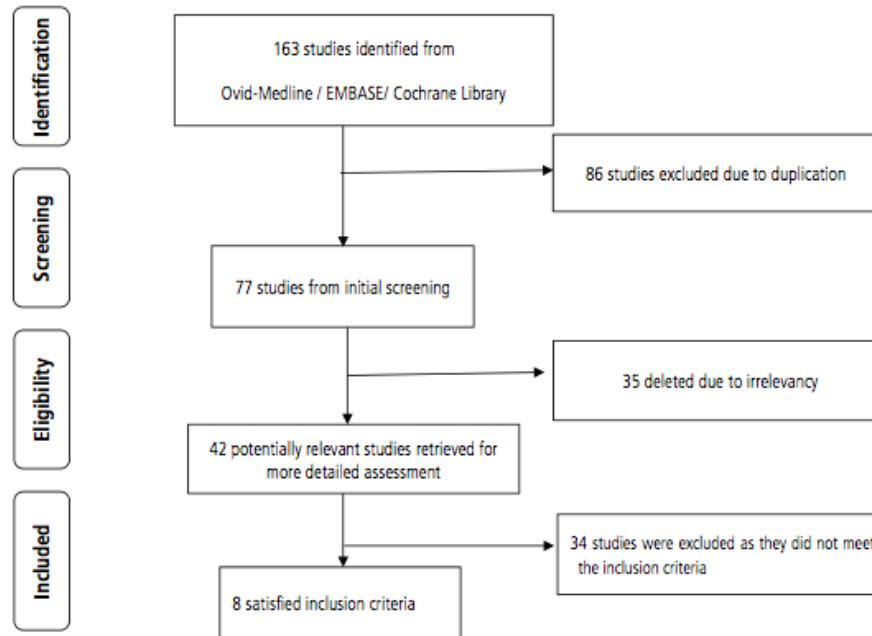 Identification
163 studies identified from
Ovid-Medline / EMBASE/ Cochrane Library
86 studies excluded due to duplication
Screening
77 studies from initial screening
35 deleted due to irrelevancy
Eligibility
42 potentially relevant studies retrieved for
more detailed assessment
34 studies were excluded as they did not meet
the inclusion criteria
Included
8 satisfied inclusion criteria